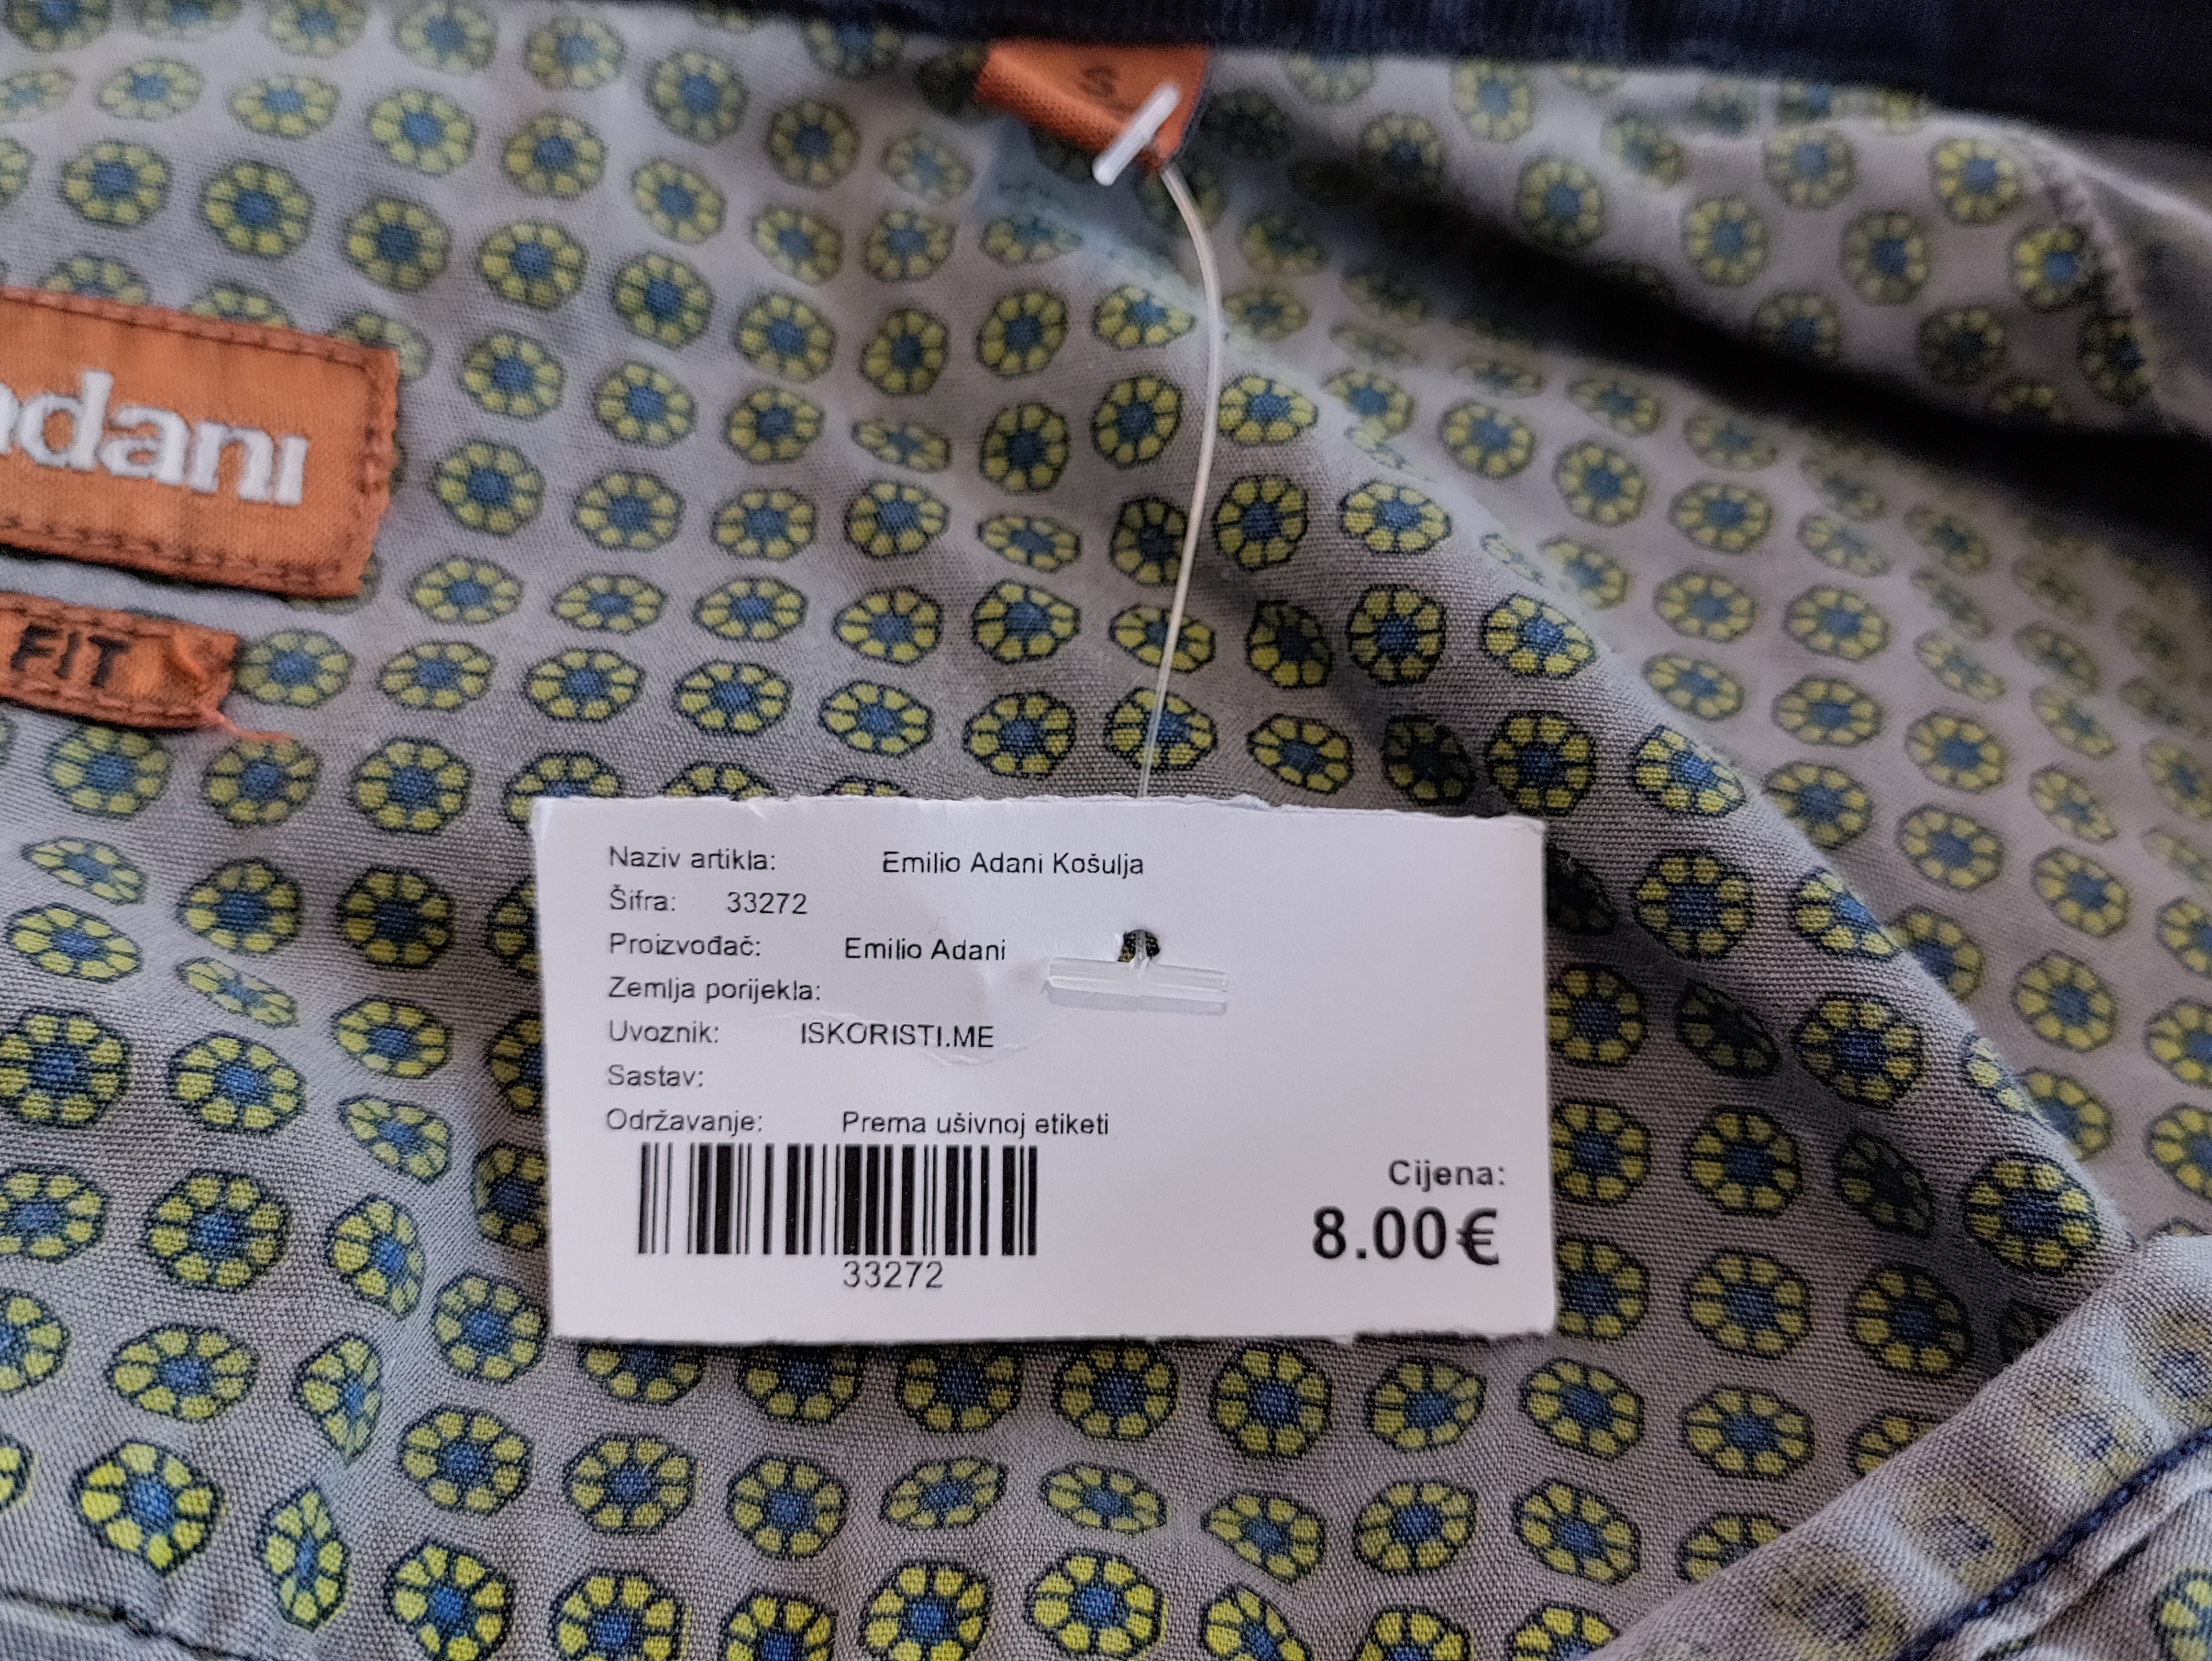 S
adani
FIT
Naziv artikla: Emilio Adani Košulja
Šifra: 33272
Proizvođač: Emilio Adani
Zemlja porijekla:
Uvoznik: ISKORISTI.ME
Sastav:
Održavanje: Prema ušivnoj etiketi
33272
Cijena:
8.00€